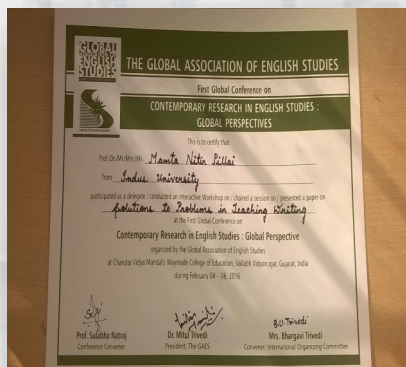 GLOBAL
ASSOCIATION
OF
ENGLISH
STUDIES
THE GLOBAL ASSOCIATION OF ENGLISH STUDIES
First Global Conference on
CONTEMPORARY RESEARCH IN ENGLISH STUDIES :
GLOBAL PERSPECTIVES
This is to certify that
Prof./Dr./Mr./Mrs./Ms. Mamta Nitin Pillai
from Indus University
participated as a delegate / conducted an Interactive Workshop on / chaired a session on / presented a paper on
Solutions to Problems in Teaching Writing
at the First Global Conference on
Contemporary Research in English Studies : Global Perspective
organized by the Global Association of English Studies
at Charutar Vidya Mandal's Waymade College of Education, Vallabh Vidyanagar, Gujarat, India
during February 04 – 06, 2016.
B.U. Trivedi
Prof. Sulabha Natraj Dr. Mitul Trivedi Mrs. Bhargavi Trivedi
Conference Convener President, The GAES Convener, International Organizing Committee